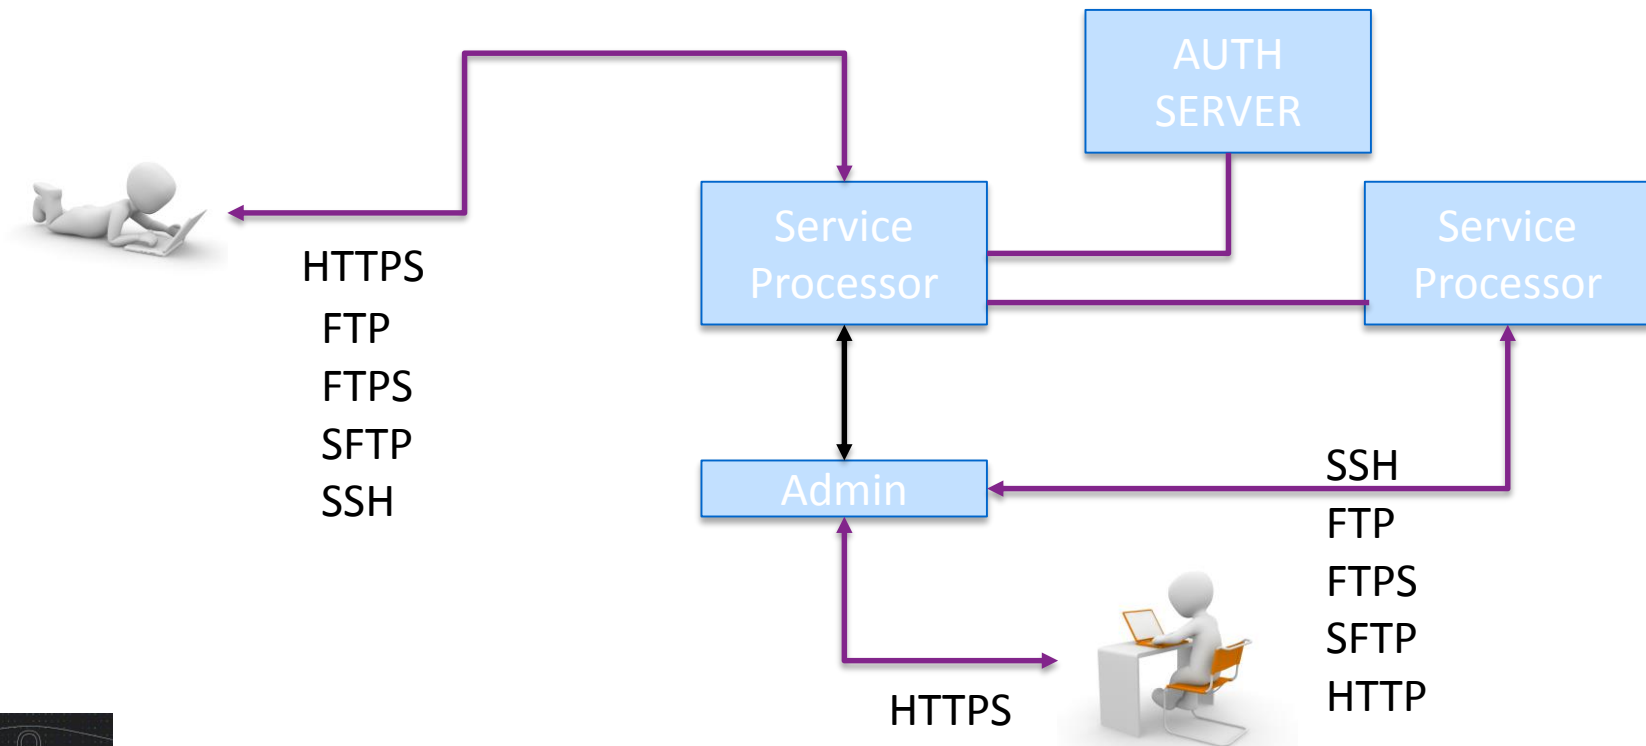 AUTH
SERVER
Service
Processor
Service
Processor
HTTPS
FTP
FTPS
SFTP
SSH
Admin
SSH
FTP
FTPS
SFTP
HTTP
HTTPS